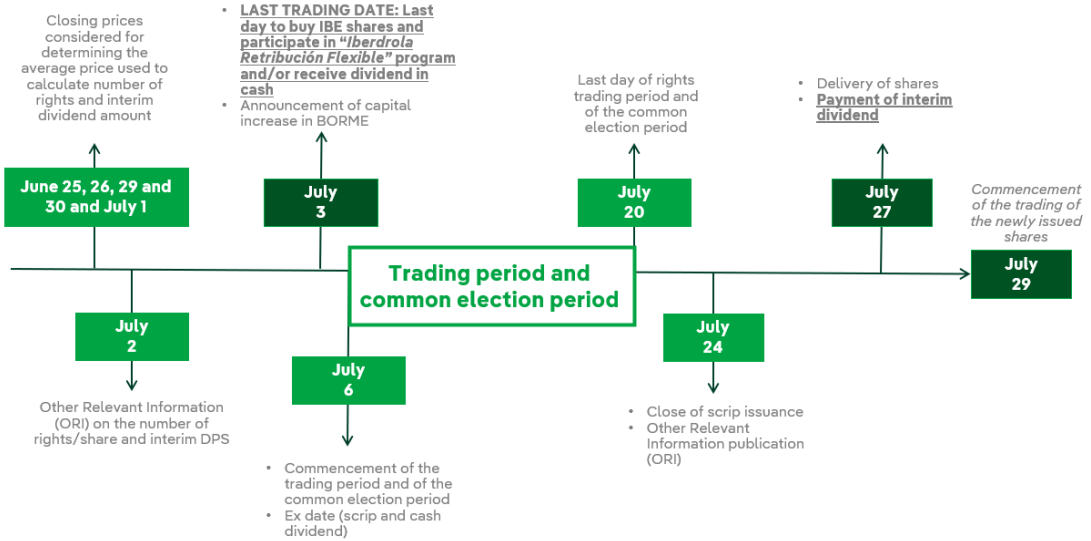 Closing prices
considered for
determining the
average price used to
calculate number of
rights and interim
dividend amount
June 25, 26, 29 and
30 and July 1
• LAST TRADING DATE: Last
day to buy IBE shares and
participate in “Iberdrola
Retribución Flexible” program
and/or receive dividend in
cash
• Announcement of capital
increase in BORME
July
3
Last day of rights
trading period and
of the common
election period
July
20
• Delivery of shares
• Payment of interim
dividend
July
27
Commencement
of the trading of
the newly issued
shares
July
29
Trading period and
common election period
July
2
Other Relevant Information
(ORI) on the number of
rights/share and interim DPS
July
6
• Commencement of the
trading period and of the
common election period
• Ex date (scrip and cash
dividend)
July
24
• Close of scrip issuance
• Other Relevant
Information publication
(ORI)